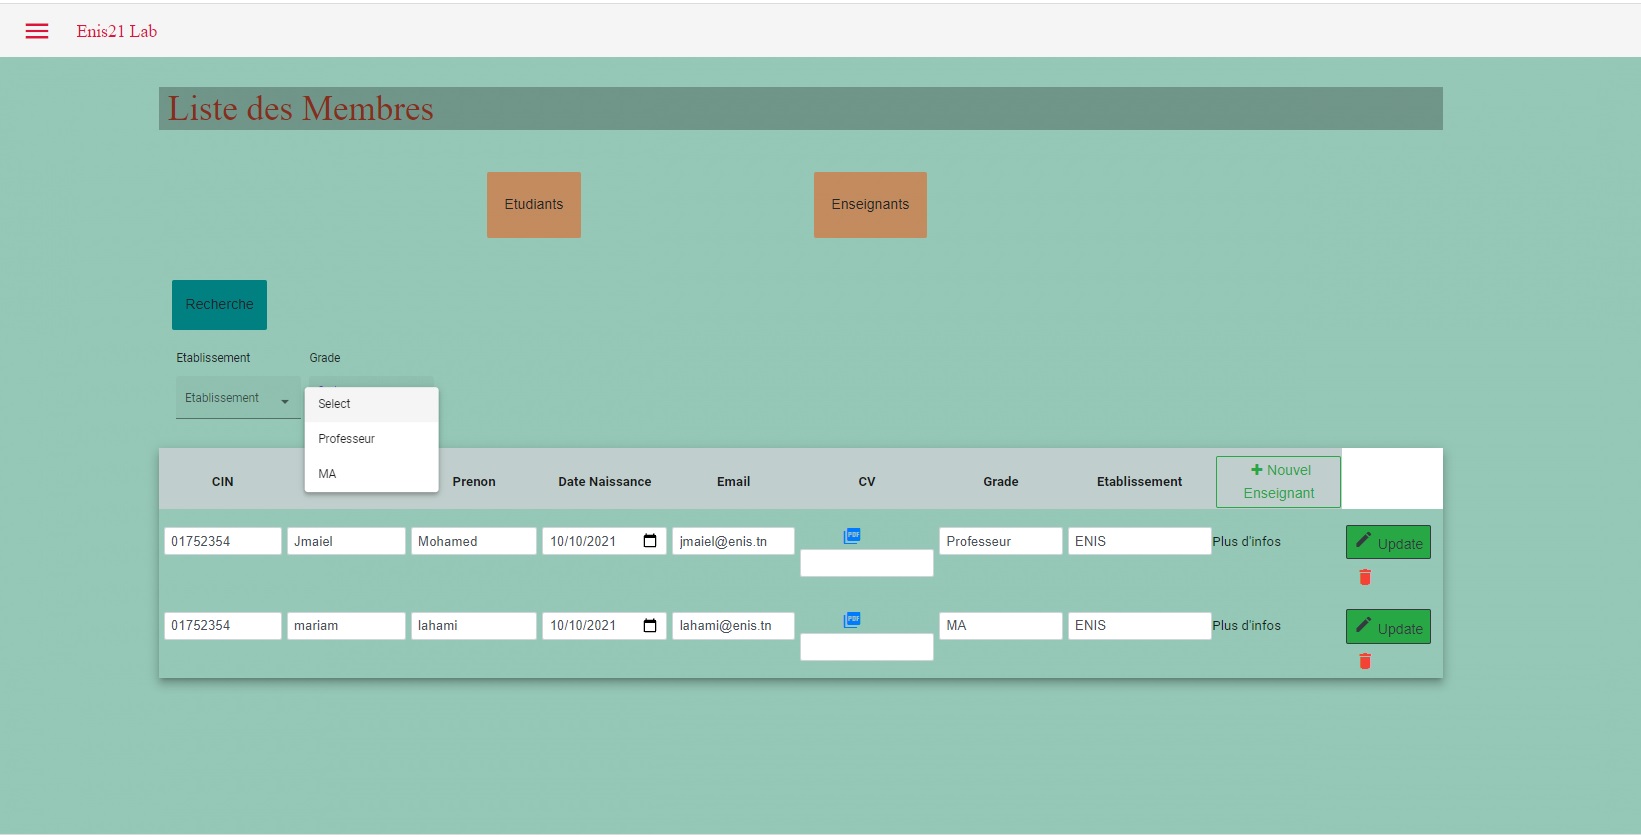 Enis21 Lab
Liste des Membres
Etudiants
Enseignants
Recherche
Etablissement
Grade
Etablissement
Select
Professeur
MA
CIN
Prenon
Date Naissance
Email
CV
Grade
Etablissement
Nouvel
Enseignant
01752354 Jmaiel Mohamed 10/10/2021 jmaiel@enis.tn PDF Professeur ENIS Plus d'infos Update
01752354 mariam lahami 10/10/2021 lahami@enis.tn PDF MA ENIS Plus d'infos Update